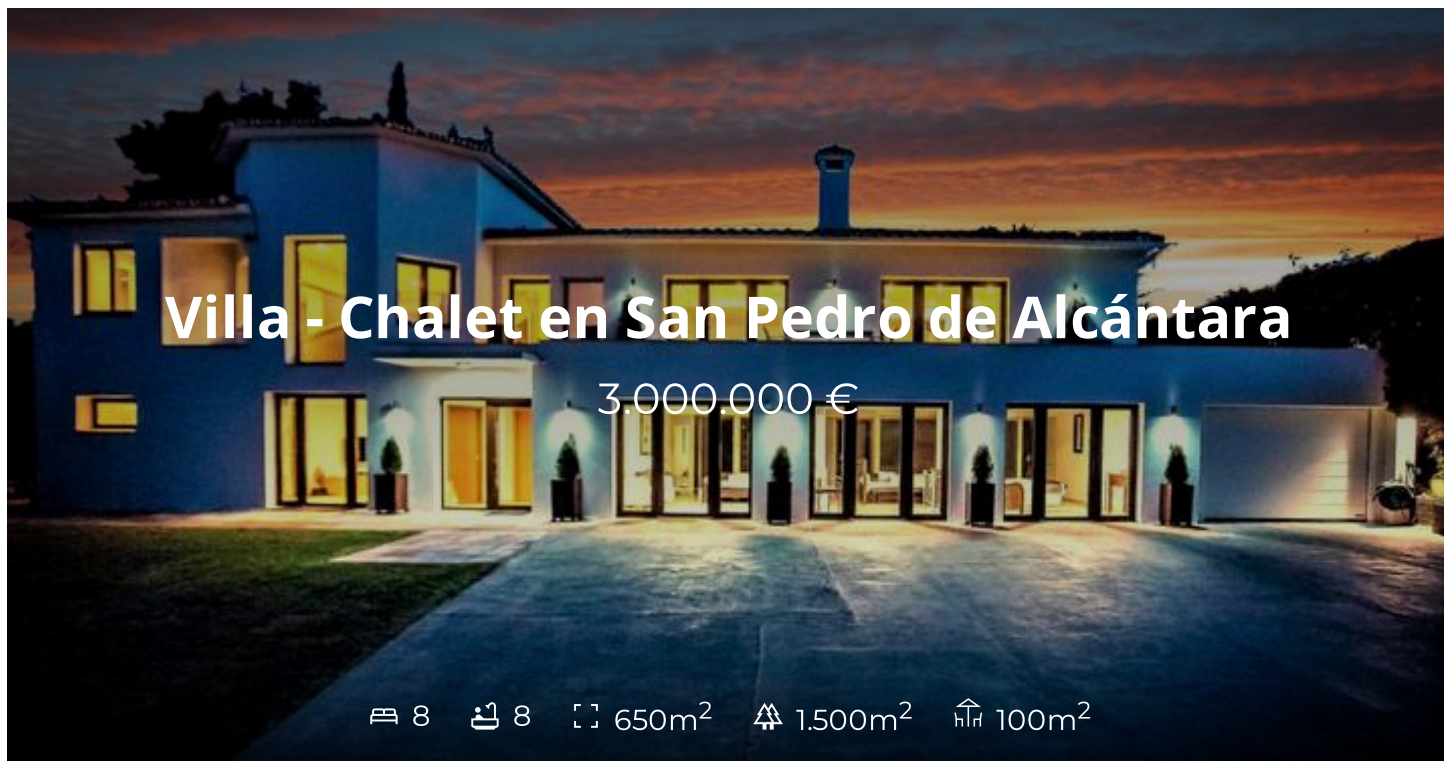 Villa - Chalet en San Pedro de Alcántara
3.000.000 €
8 8 650m² 1.500m² 100m²